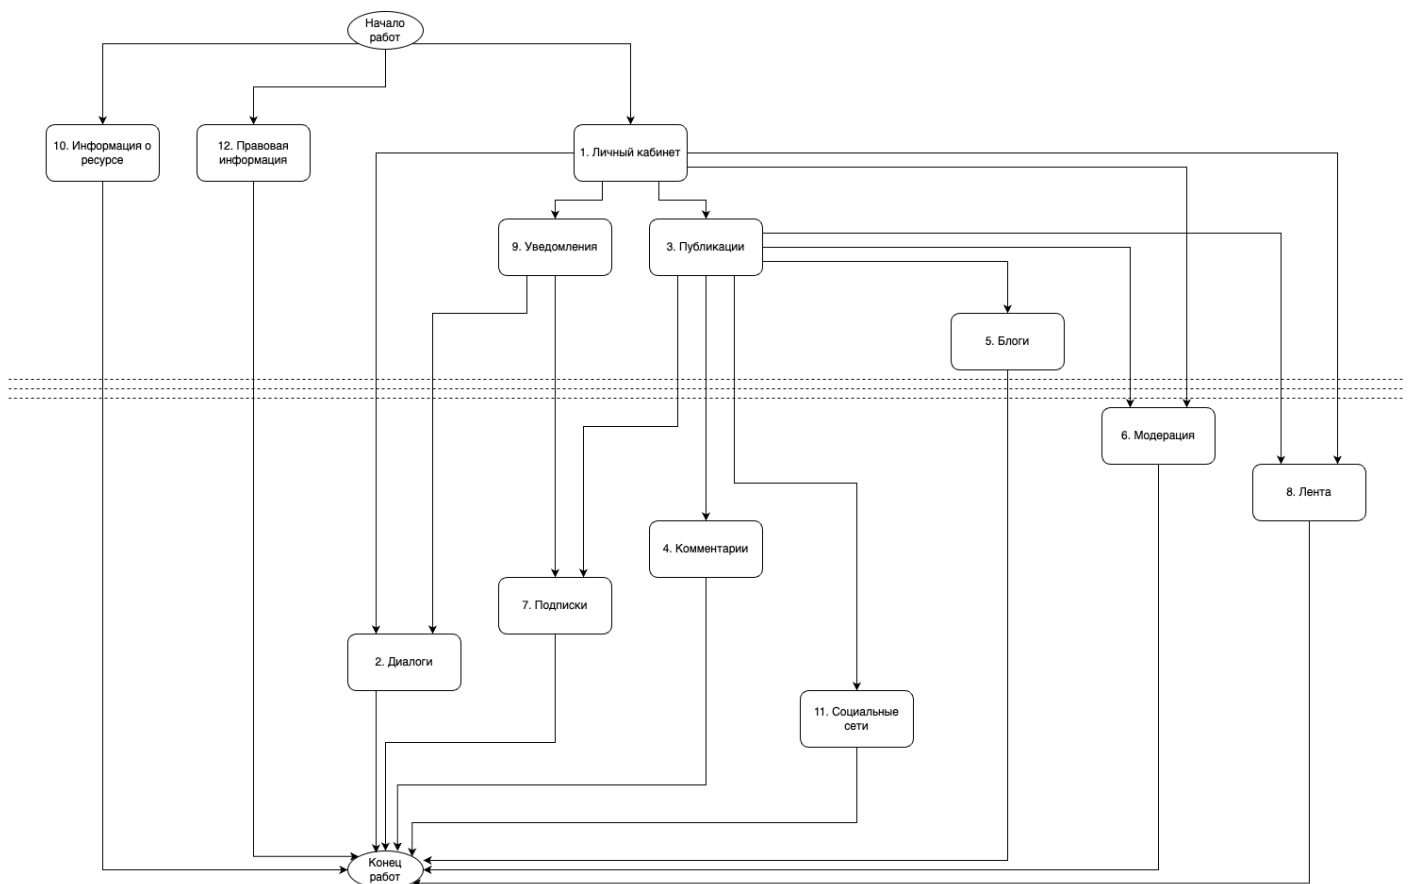 Начало
работ
10. Информация о
ресурсе
12. Правовая
информация
1. Личный кабинет
9. Уведомления
3. Публикации
5. Блоги
6. Модерация
8. Лента
4. Комментарии
7. Подписки
2. Диалоги
11. Социальные
сети
Конец
работ